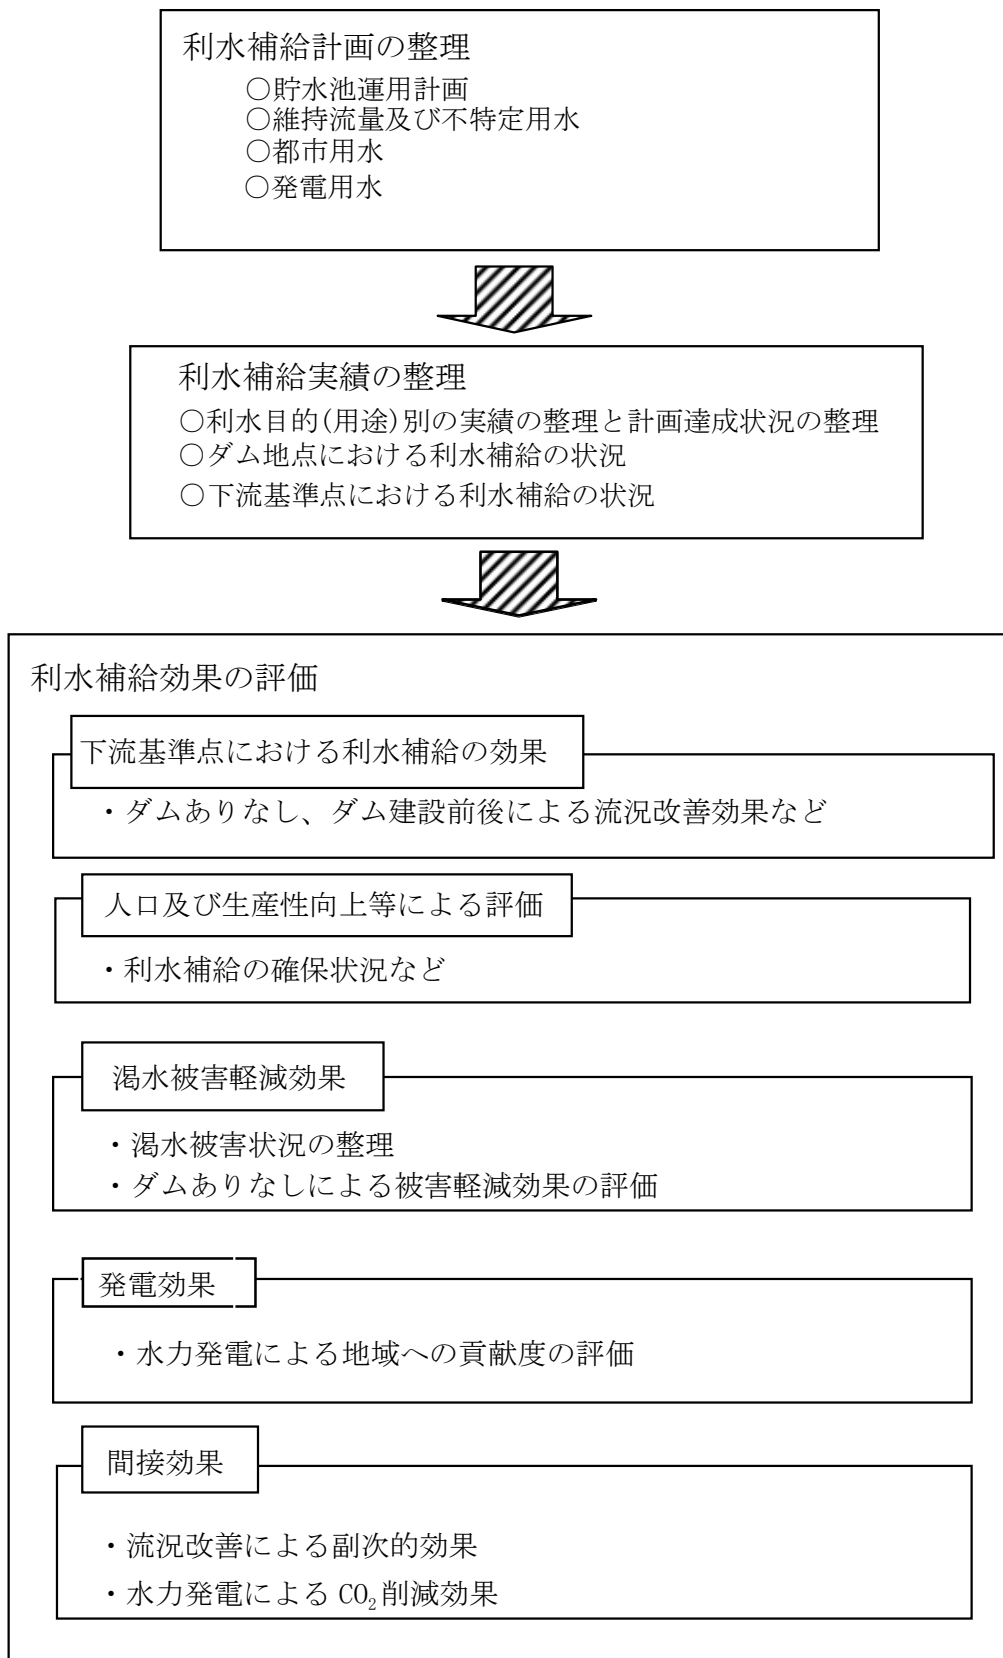 利水補給計画の整理
○貯水池運用計画
○維持流量及び不特定用水
○都市用水
○発電用水
利水補給実績の整理
○利水目的(用途)別の実績の整理と計画達成状況の整理
○ダム地点における利水補給の状況
○下流基準点における利水補給の状況
利水補給効果の評価
下流基準点における利水補給の効果
・ダムありなし、ダム建設前後による流況改善効果など
人口及び生産性向上等による評価
・利水補給の確保状況など
渇水被害軽減効果
・渇水被害状況の整理
・ダムありなしによる被害軽減効果の評価
発電効果
・水力発電による地域への貢献度の評価
間接効果
・流況改善による副次的効果
・水力発電による CO₂削減効果